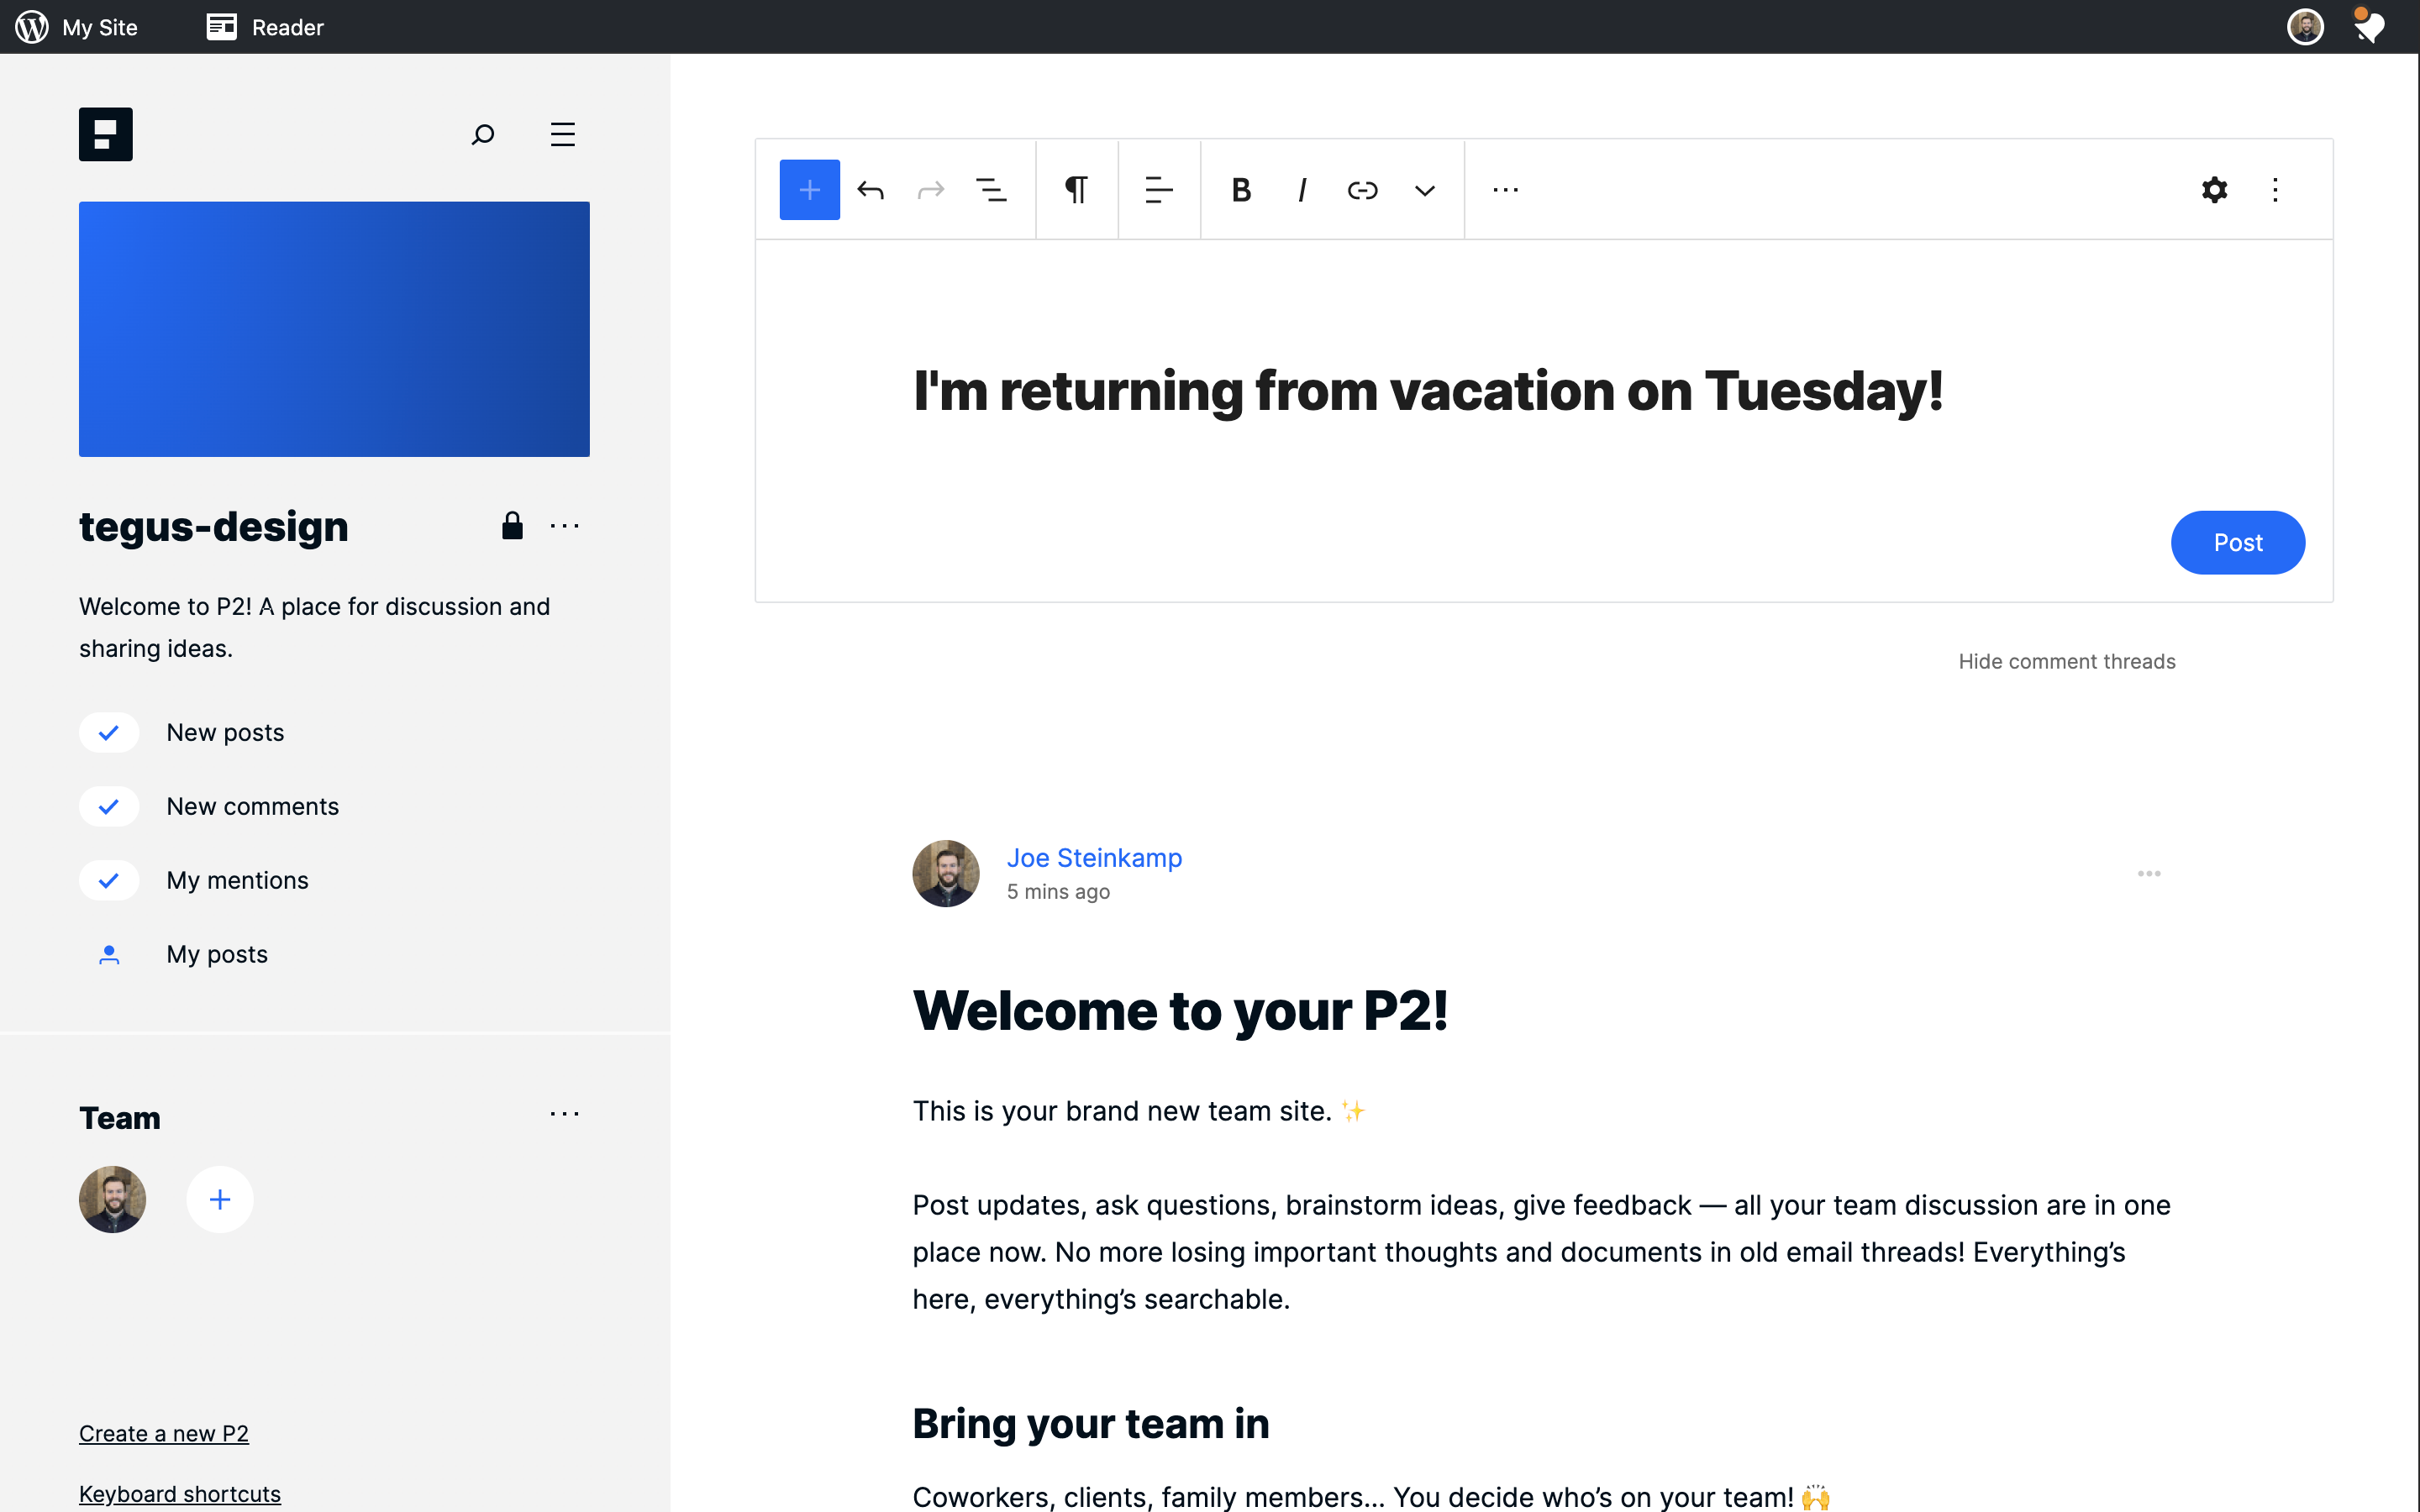 My Site
Reader
B I
I'm returning from vacation on Tuesday!
Post
tegus-design
Welcome to P2! A place for discussion and
sharing ideas.
New posts
New comments
My mentions
My posts
Team
Create a new P2
Keyboard shortcuts
Hide comment threads
Joe Steinkamp
5 mins ago
Welcome to your P2!
This is your brand new team site. ✨
Post updates, ask questions, brainstorm ideas, give feedback — all your team discussion are in one
place now. No more losing important thoughts and documents in old email threads! Everything’s
here, everything’s searchable.
Bring your team in
Coworkers, clients, family members... You decide who’s on your team! 🙌